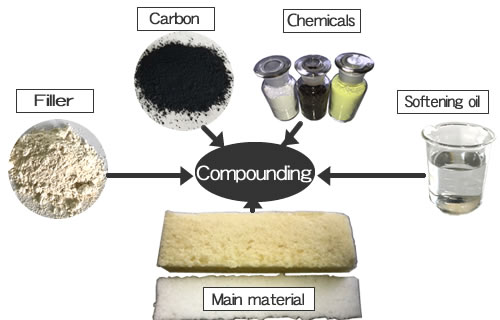 Carbon
Chemicals
Filler
Softening oil
Compounding
Main material